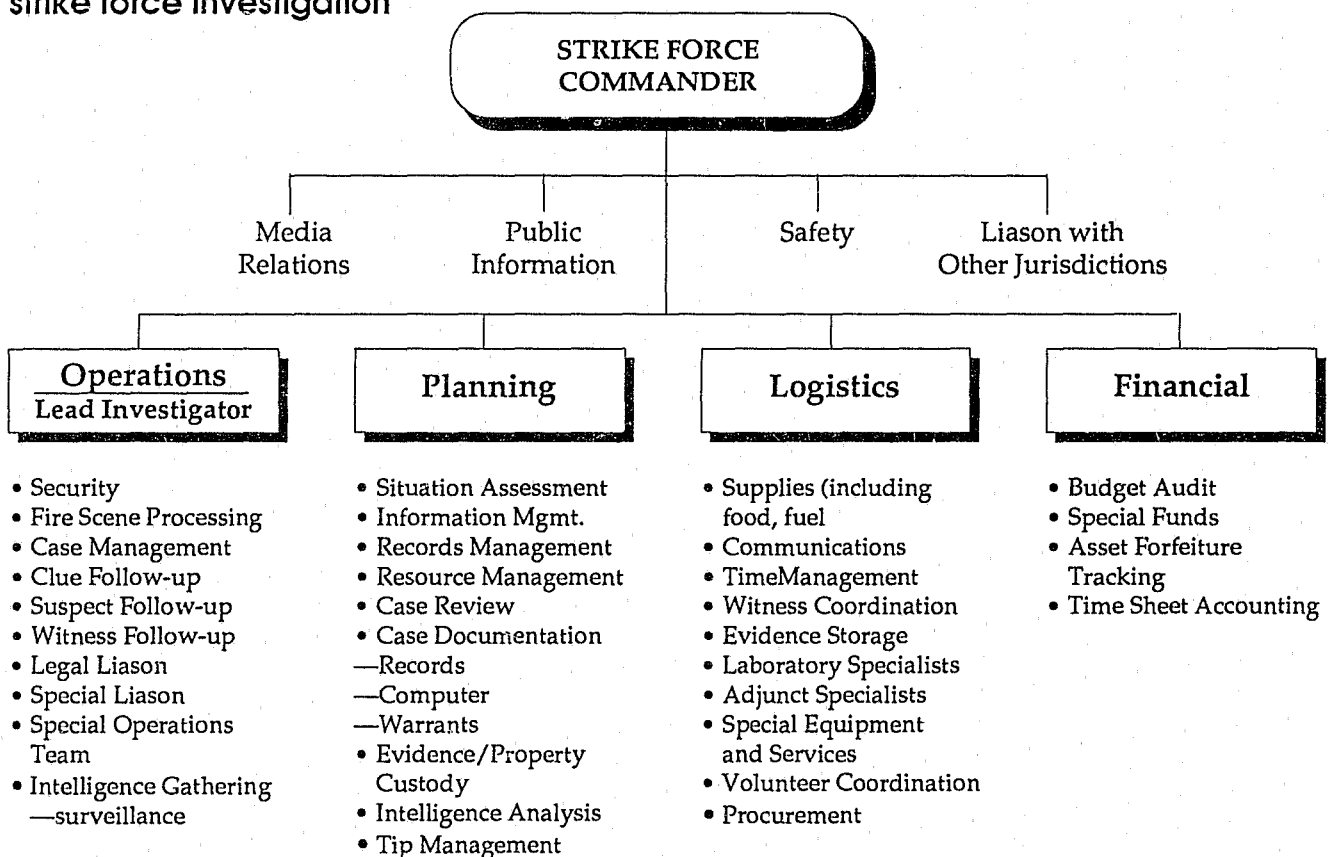 strike force investigation
STRIKE FORCE
COMMANDER
Media
Relations
Public
Information
Safety
Liason with
Other Jurisdictions
Operations
Lead Investigator
• Security
• Fire Scene Processing
• Case Management
• Clue Follow-up
• Suspect Follow-up
• Witness Follow-up
• Legal Liason
• Special Liason
• Special Operations
Team
• Intelligence Gathering
—surveillance
Planning
• Situation Assessment
• Information Mgmt.
• Records Management
• Resource Management
• Case Review
• Case Documentation
—Records
—Computer
—Warrants
• Evidence/Property
Custody
• Intelligence Analysis
• Tip Management
Logistics
• Supplies (including
food, fuel
• Communications
• TimeManagement
• Witness Coordination
• Evidence Storage
• Laboratory Specialists
• Adjunct Specialists
• Special Equipment
and Services
• Volunteer Coordination
• Procurement
Financial
• Budget Audit
• Special Funds
• Asset Forfeiture
Tracking
• Time Sheet Accounting